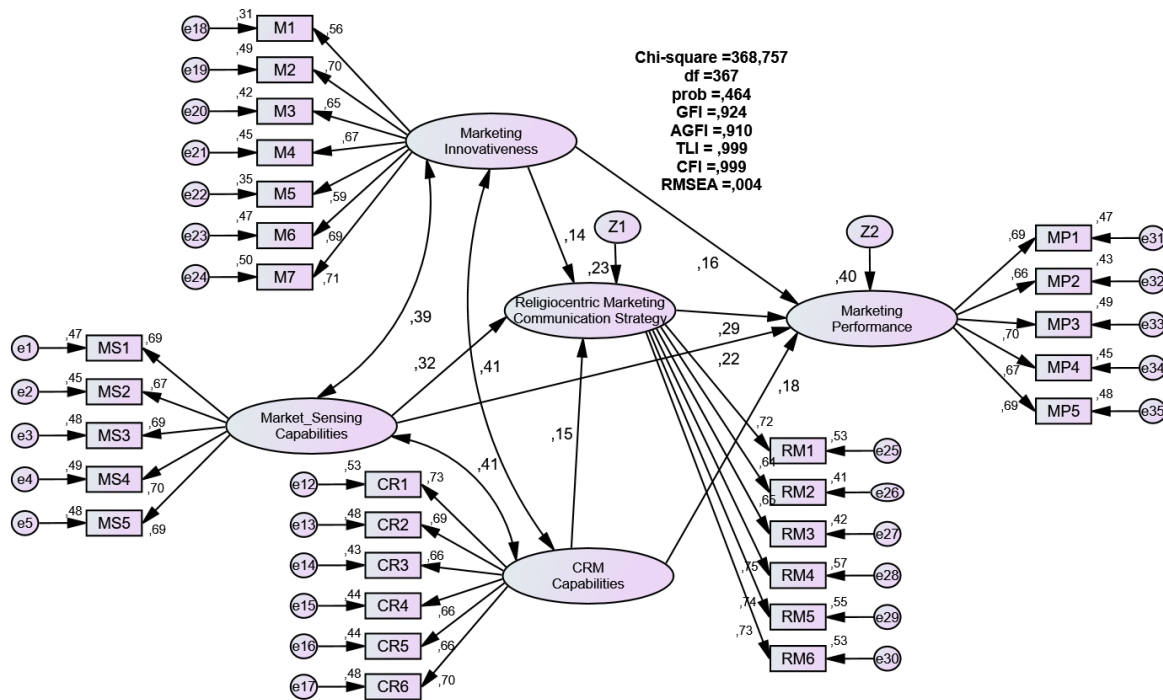 e18
,31
M1
,56
e19
,49
M2
,70
e20
,42
M3
,65
e21
,45
M4
,67
e22
,35
M5
,59
e23
,47
M6
,69
e24
,50
M7
,71
Chi-square =368,757
df =367
prob =,464
GFI =,924
AGFI =,910
TLI =,999
CFI =,999
RMSEA =,004
Marketing
Innovativeness
,14
,16
,39
,41
Z1
,23
Religiocentric Marketing
Communication Strategy
Z2
,40
Marketing
Performance
,29
,22
,32
,18
,15
,41
,69
MP1
,47
e31
,66
MP2
,43
e32
,70
MP3
,49
e33
,67
MP4
,45
e34
,69
MP5
,48
e35
e1
,47
MS1
,69
e2
,45
MS2
,67
e3
,48
MS3
,69
e4
,49
MS4
,70
e5
,48
MS5
,69
Market_Sensing
Capabilities
e12
,53
CR1
,73
e13
,48
CR2
,69
e14
,43
CR3
,66
e15
,44
CR4
,66
e16
,44
CR5
,66
e17
,48
CR6
,70
CRM
Capabilities
,72
RM1
,53
e25
,64
RM2
,41
e26
,65
RM3
,42
e27
,75
RM4
,57
e28
,74
RM5
,55
e29
,73
RM6
,53
e30